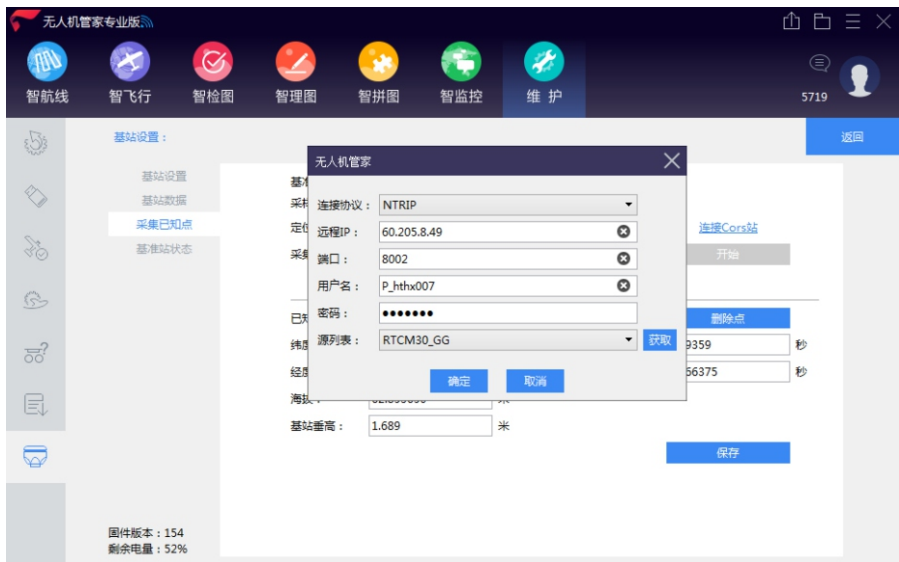 无人机管家专业版
智航线 智飞行 智检图 智理图 智拼图 智监控 维 护 5719
基站设置： 返回
基站设置
基站数据
采集已知点
基准站状态
无人机管家
连接协议： NTRIP
远程IP： 60.205.8.49 连接Cors站
端口： 8002 开始
用户名： P_hthx007
密码： ●●●●●●●
源列表： RTCM30_GG 获取
删除点
9359 秒
66375 秒
确定 取消
基站垂高： 1.689 米
保存
固件版本：154
剩余电量：52%